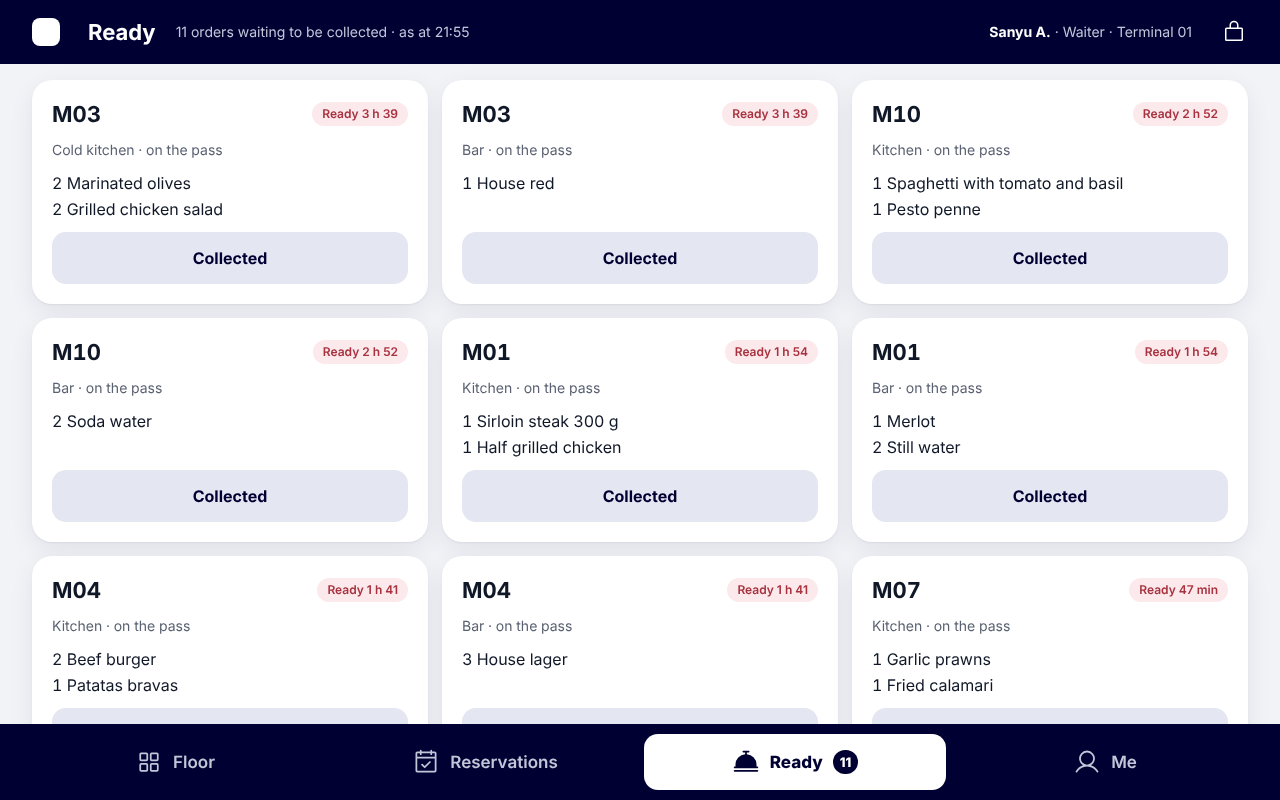 Ready
11 orders waiting to be collected · as at 21:55
Sanyu A. · Waiter · Terminal 01
M03
Ready 3 h 39
Cold kitchen · on the pass
2 Marinated olives
2 Grilled chicken salad
Collected
M03
Ready 3 h 39
Bar · on the pass
1 House red
Collected
M10
Ready 2 h 52
Kitchen · on the pass
1 Spaghetti with tomato and basil
1 Pesto penne
Collected
M10
Ready 2 h 52
Bar · on the pass
2 Soda water
Collected
M01
Ready 1 h 54
Kitchen · on the pass
1 Sirloin steak 300 g
1 Half grilled chicken
Collected
M01
Ready 1 h 54
Bar · on the pass
1 Merlot
2 Still water
Collected
M04
Ready 1 h 41
Kitchen · on the pass
2 Beef burger
1 Patatas bravas
M04
Ready 1 h 41
Bar · on the pass
3 House lager
M07
Ready 47 min
Kitchen · on the pass
1 Garlic prawns
1 Fried calamari
Floor
Reservations
Ready 11
Me